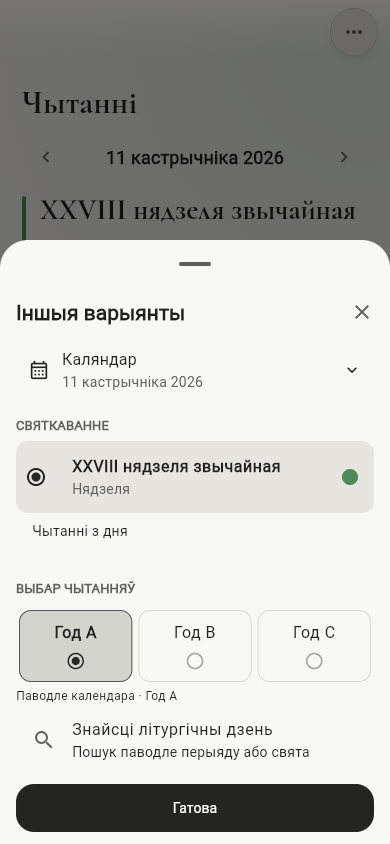 Чытанні
11 кастрычніка 2026
XXVIII нядзеля звычайная
Іншыя варыянты
Каляндар
11 кастрычніка 2026
СВЯТКАВАННЕ
XXVIII нядзеля звычайная
Нядзеля
Чытанні з дня
ВЫБАР ЧЫТАННЯЎ
Год A
Год B
Год C
Паводле календара · Год A
Знайсці літургічны дзень
Пошук паводле перыяду або свята
Гатова